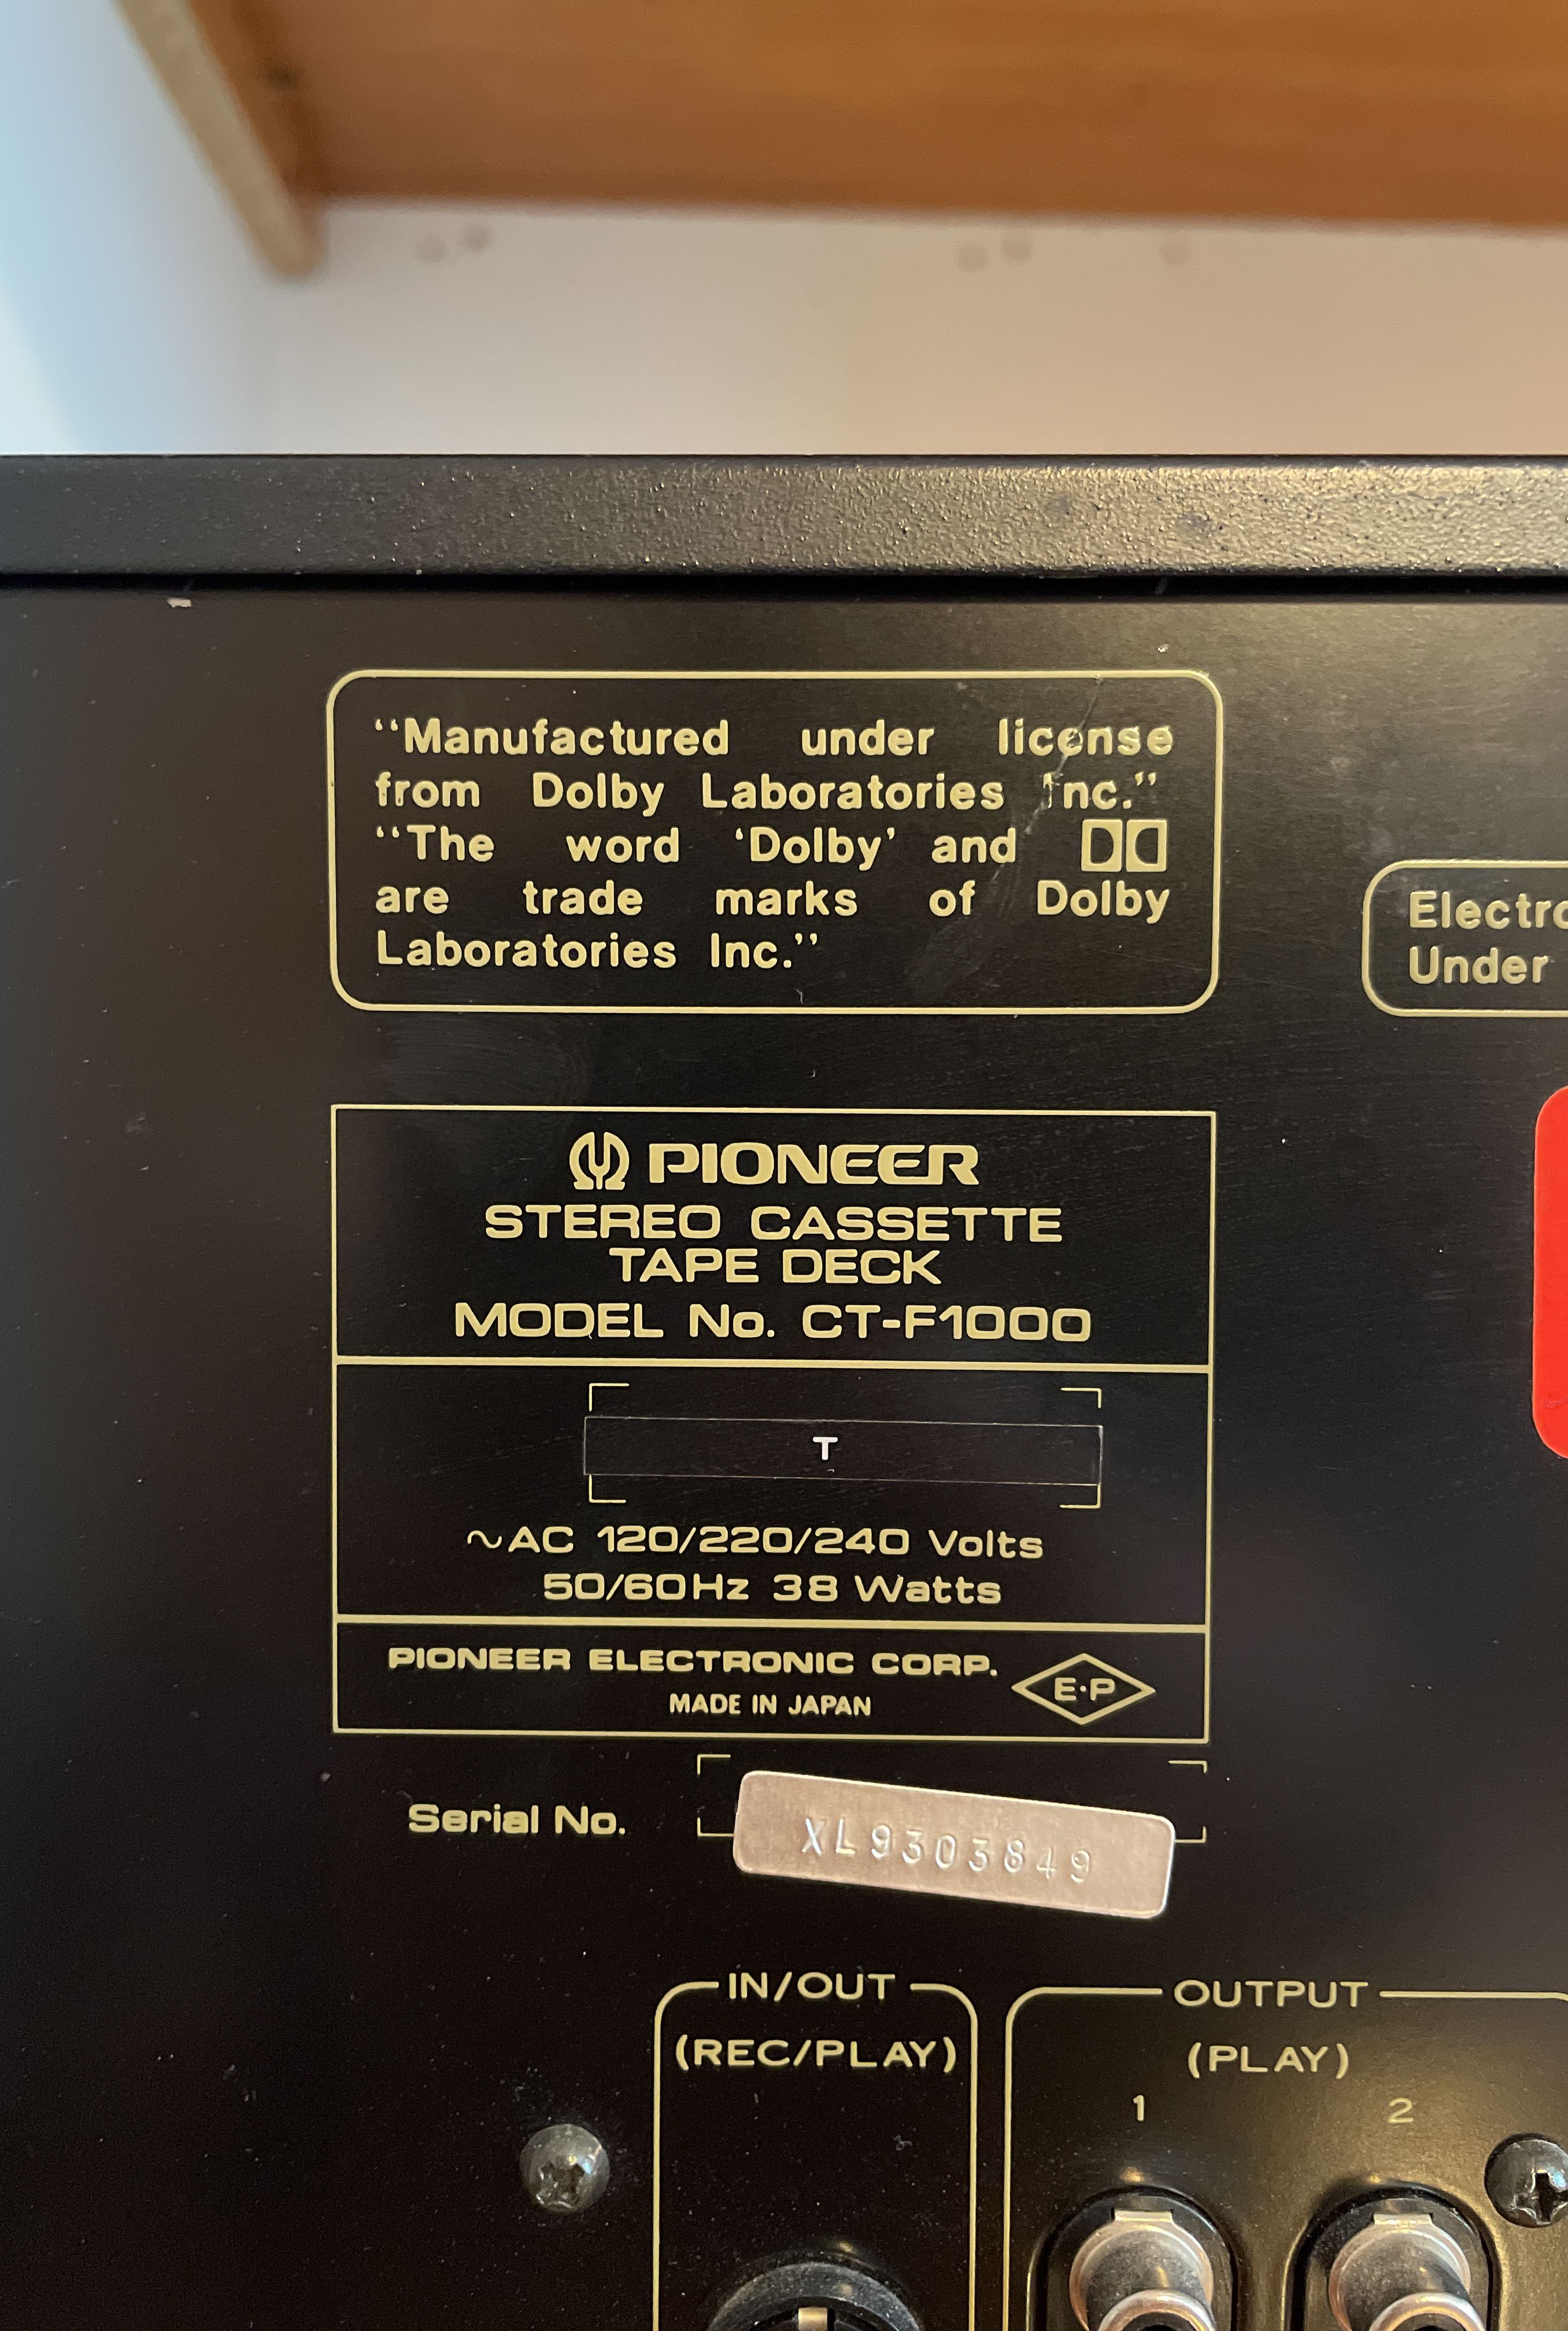 “Manufactured under license
from Dolby Laboratories Inc.”
“The word ‘Dolby’ and
are trade marks of Dolby
Laboratories Inc.”
Under
PIONEER
STEREO CASSETTE
TAPE DECK
MODEL No. CT-F1000
T
~AC 120/220/240 Volts
50/60Hz 38 Watts
PIONEER ELECTRONIC CORP.
MADE IN JAPAN
E·P
Serial No.
XL9303849
IN/OUT
(REC/PLAY)
OUTPUT
(PLAY)
1 2